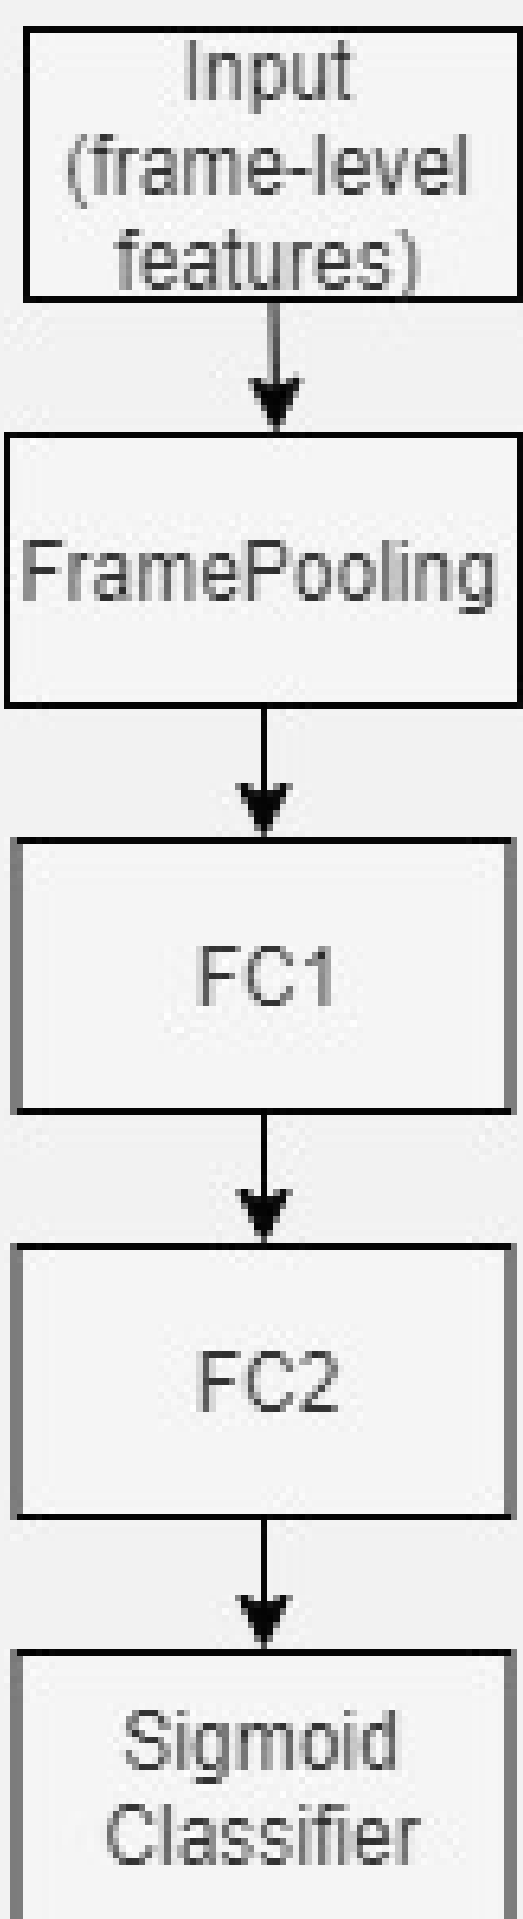 Input
(frame-level
features)
FramePooling
FC1
FC2
Sigmoid
Classifier